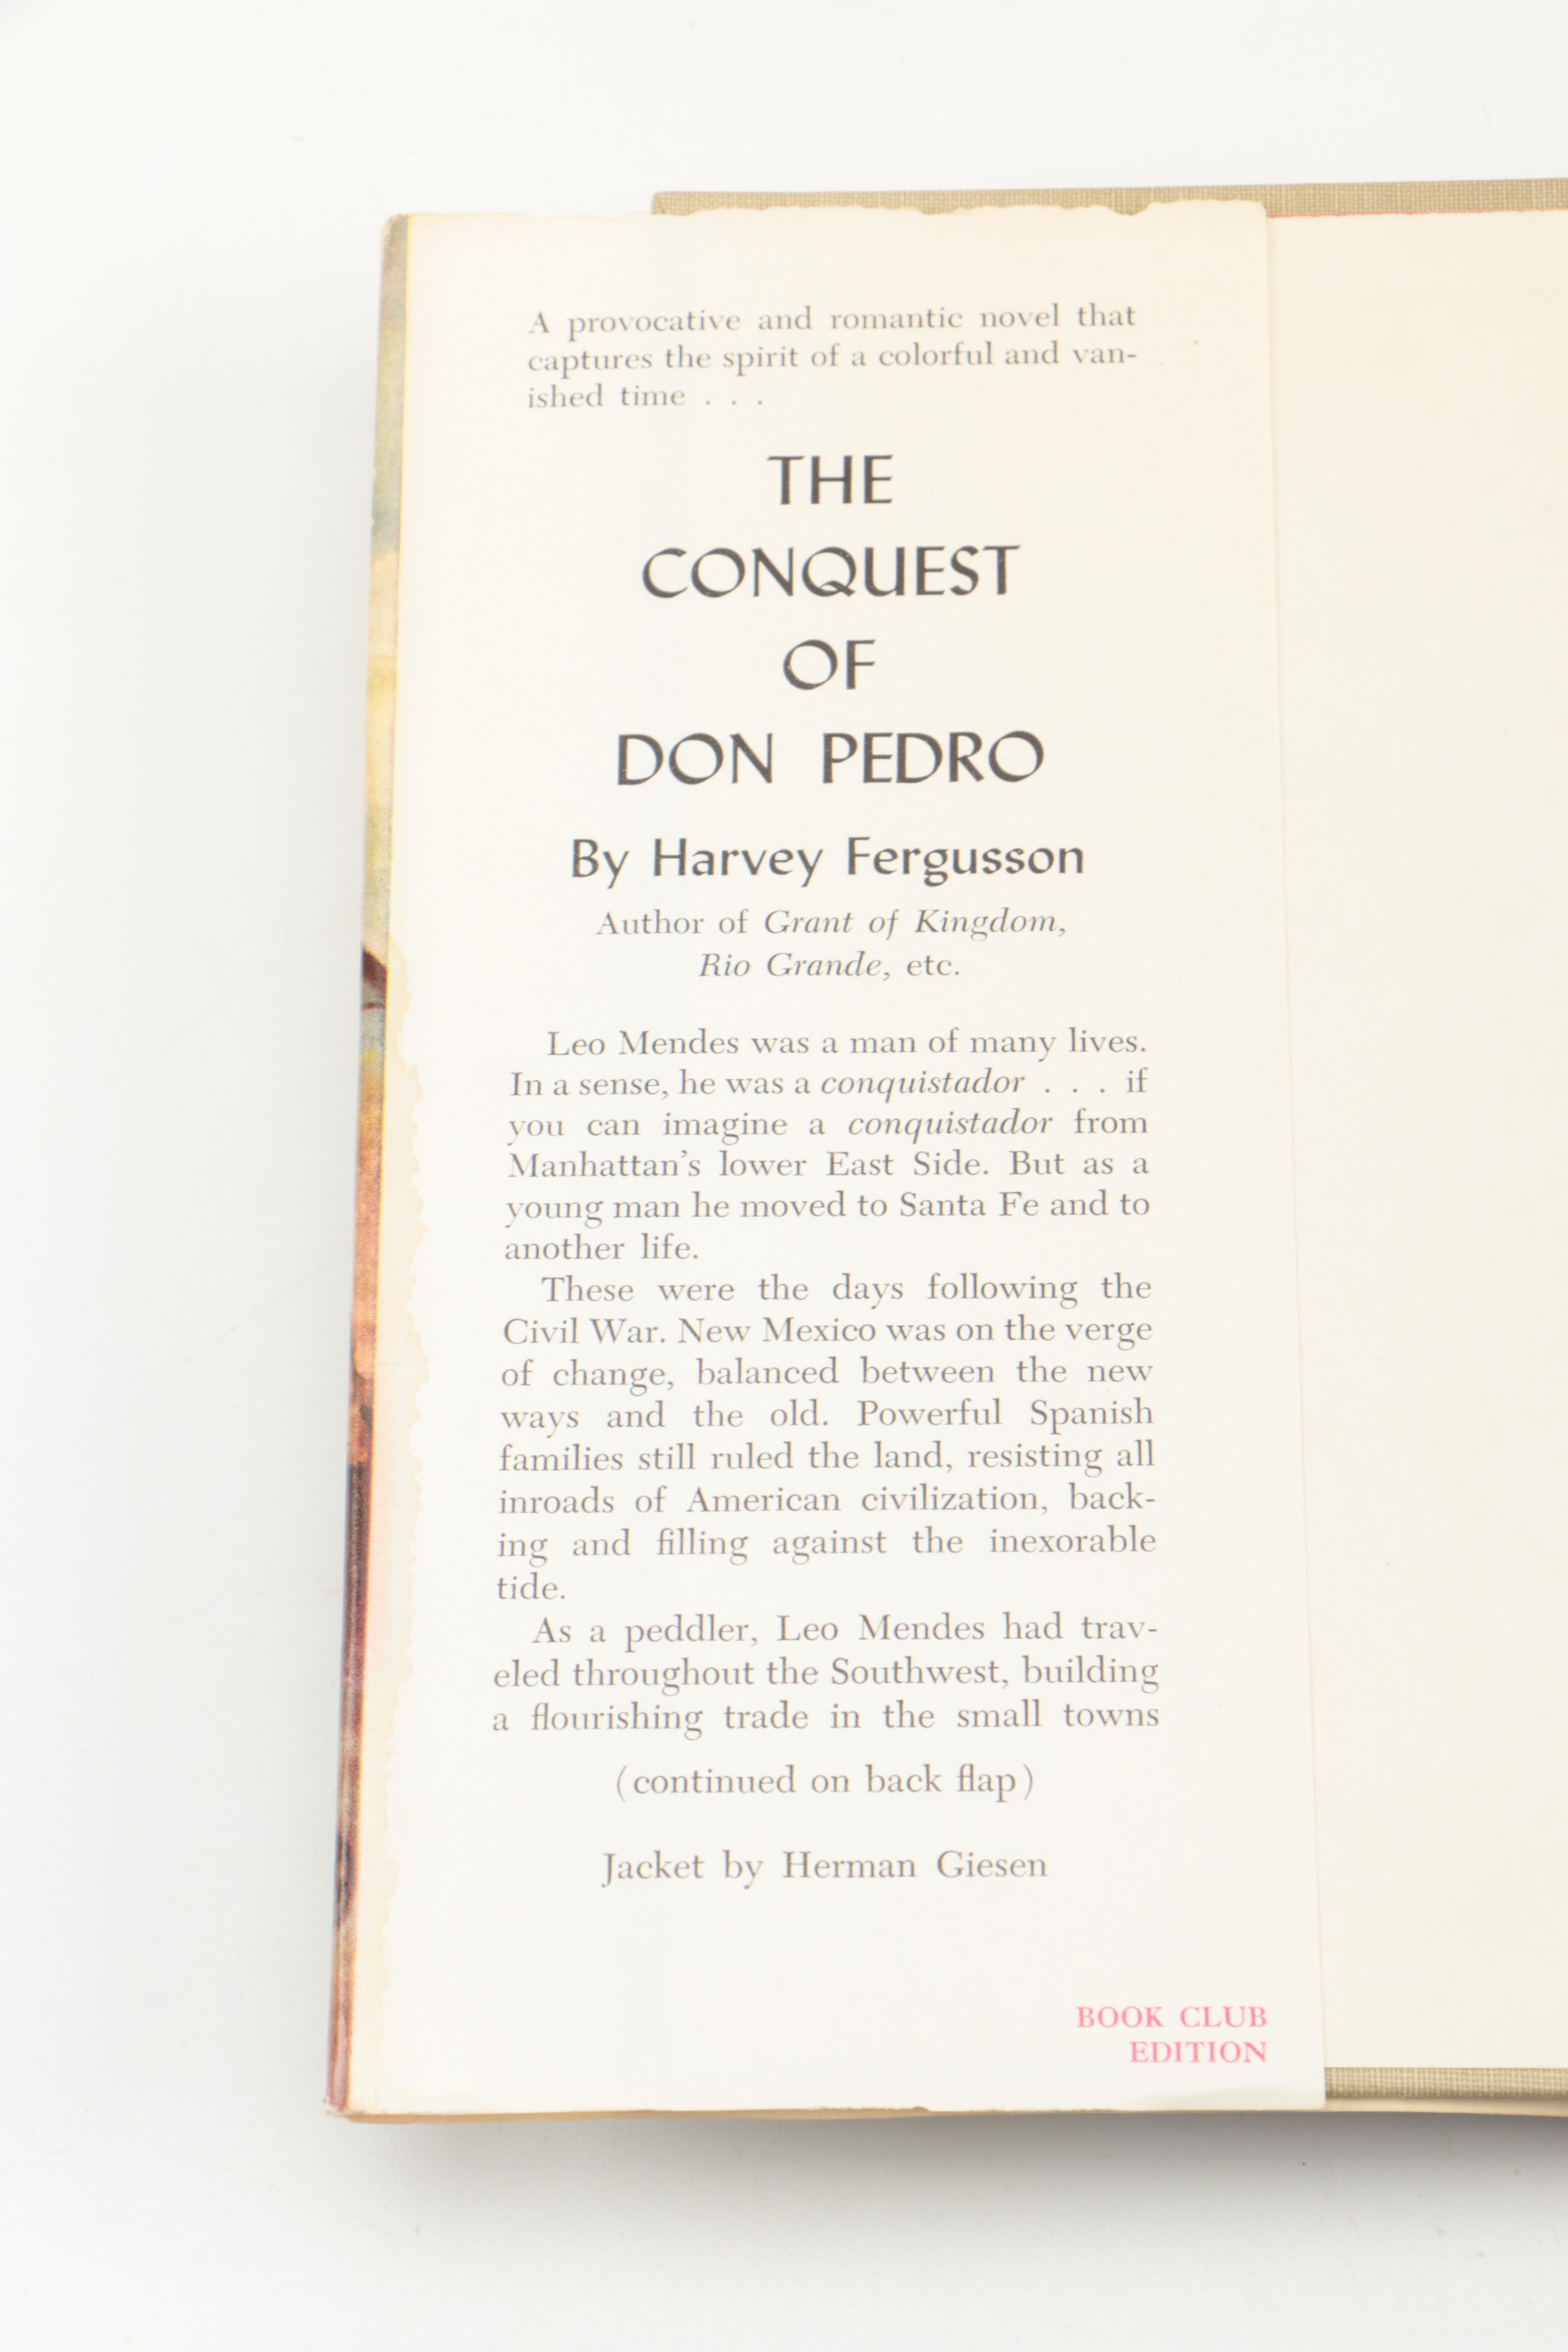 A provocative and romantic novel that
captures the spirit of a colorful and van-
ished time . . .
THE
CONQUEST
OF
DON PEDRO
By Harvey Fergusson
Author of Grant of Kingdom,
Rio Grande, etc.
Leo Mendes was a man of many lives.
In a sense, he was a conquistador . . . if
you can imagine a conquistador from
Manhattan's lower East Side. But as a
young man he moved to Santa Fe and to
another life.
These were the days following the
Civil War. New Mexico was on the verge
of change, balanced between the new
ways and the old. Powerful Spanish
families still ruled the land, resisting all
inroads of American civilization, back-
ing and filling against the inexorable
tide.
As a peddler, Leo Mendes had trav-
eled throughout the Southwest, building
a flourishing trade in the small towns
(continued on back flap)
Jacket by Herman Giesen
BOOK CLUB
EDITION